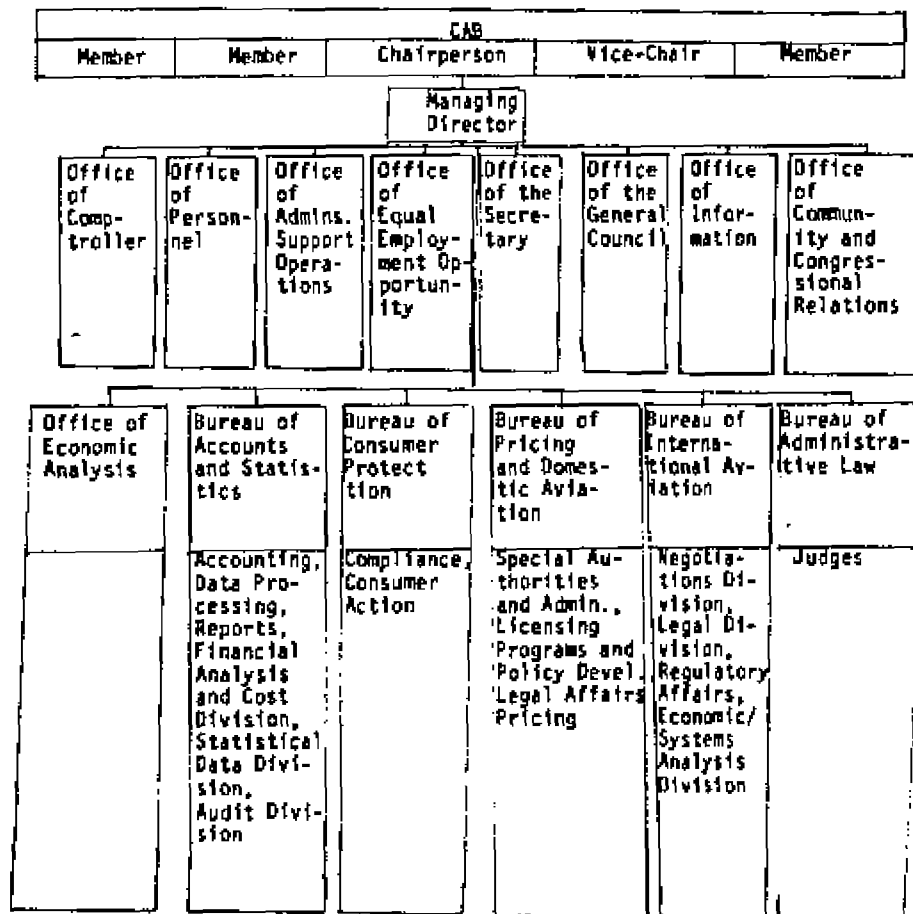 CAB
Member Member Chairperson Vice-Chair Member
Managing
Director
Office
of
Comp-
troller
Office
of
Person-
nel
Office
of
Admins.
Support
Opera-
tions
Office
of
Equal
Employ-
ment Op-
portun-
ity
Office
of the
Secre-
tary
Office
of the
General
Council
Office
of
Infor-
mation
Office
of
Commun-
ity and
Congres-
sional
Relations
Office of
Economic
Analysis
Bureau of
Accounts
and Statis-
tics
Bureau of
Consumer
Protect
tion
Bureau of
Pricing
and Domes-
tic Avia-
tion
Bureau of
Interna-
tional Av-
iation
Bureau of
Administra-
tive Law
Accounting,
Data Pro-
cessing,
Reports,
Financial
Analysis
and Cost
Division,
Statistical
Data Divi-
sion,
Audit Divi-
sion
Compliance,
Consumer
Action
Special Au-
thorities
and Admin.,
Licensing
Programs and
Policy Devel.
Legal Affairs
Pricing
Negotia-
tions Di-
vision,
Legal Di-
vision,
Regulatory
Affairs,
Economic/
Systems
Analysis
Division
Judges